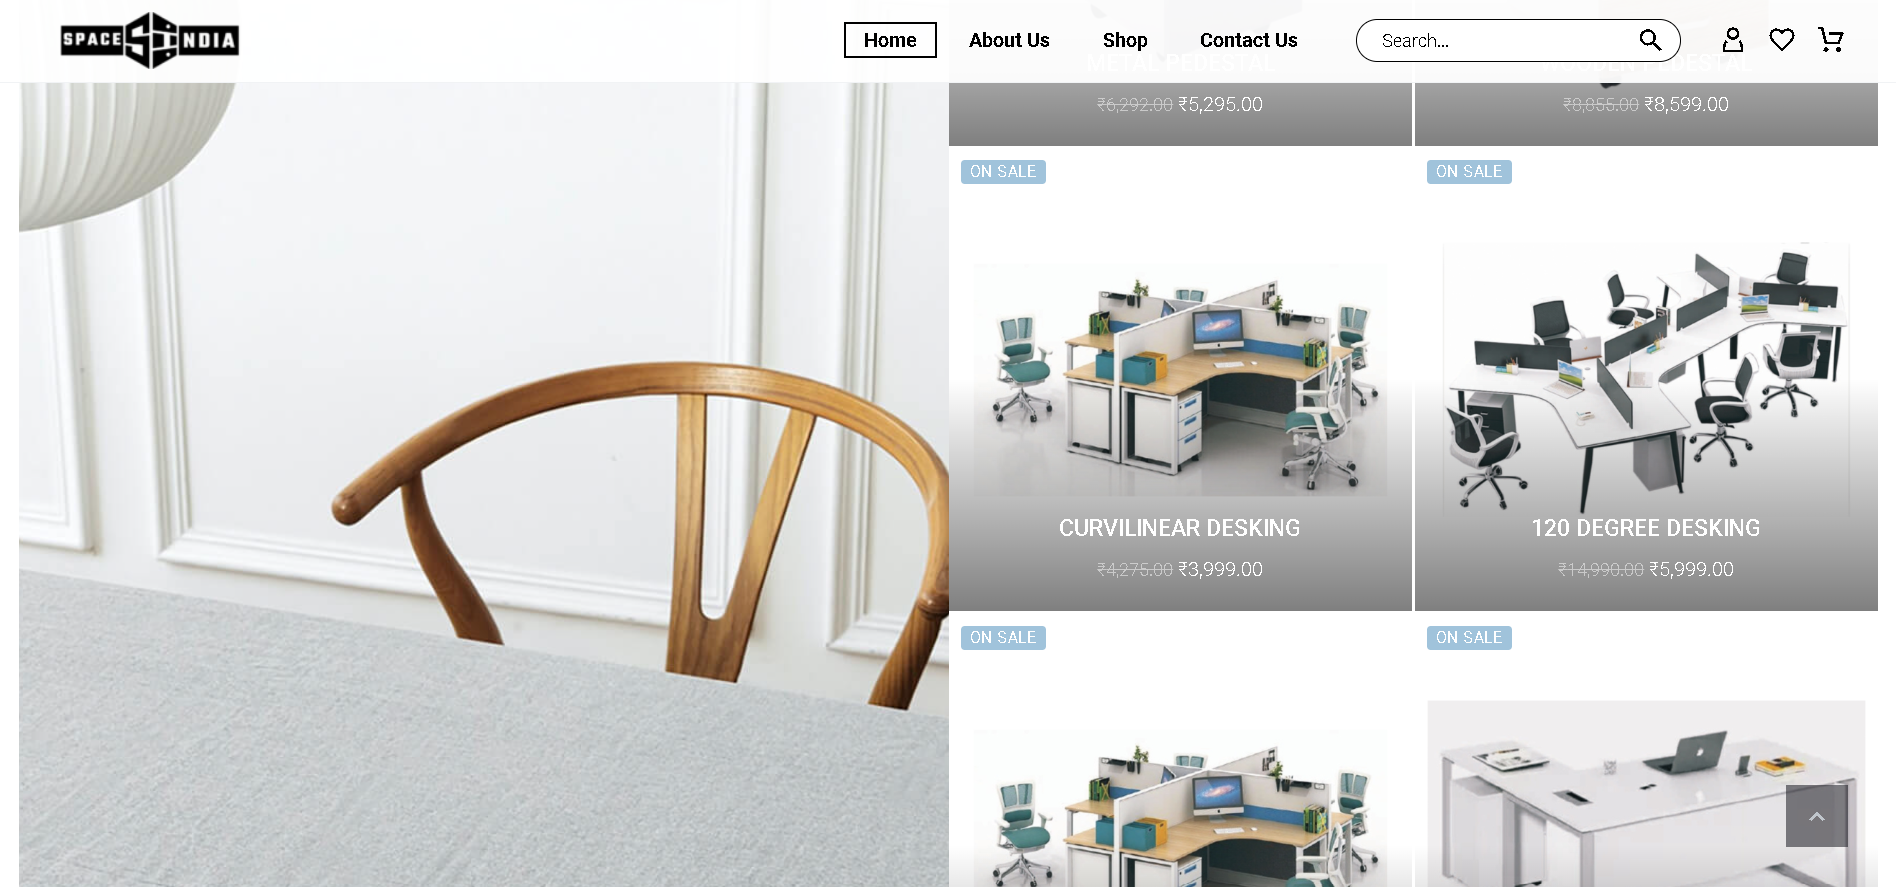 SPACE INDIA
Home
About Us
Shop
Contact Us
Search...
METAL PEDESTAL
₹6,292.00 ₹5,295.00
WOODEN PEDESTAL
₹8,855.00 ₹8,599.00
ON SALE
CURVILINEAR DESKING
₹4,275.00 ₹3,999.00
ON SALE
120 DEGREE DESKING
₹14,990.00 ₹5,999.00
ON SALE
ON SALE